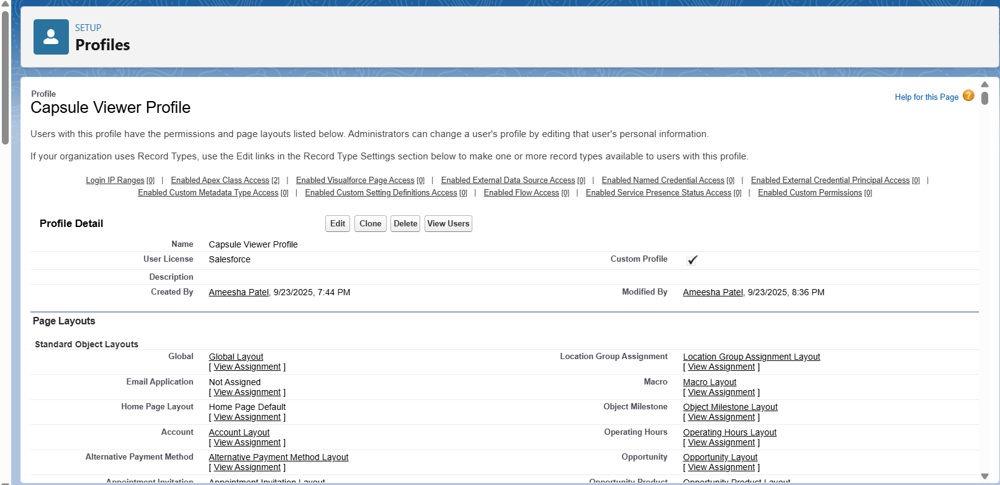 SETUP
Profiles
Profile
Capsule Viewer Profile
Help for this Page ?
Users with this profile have the permissions and page layouts listed below. Administrators can change a user's profile by editing that user's personal information.
If your organization uses Record Types, use the Edit links in the Record Type Settings section below to make one or more record types available to users with this profile.
Login IP Ranges [0] | Enabled Apex Class Access [2] | Enabled Visualforce Page Access [0] | Enabled External Data Source Access [0] | Enabled Named Credential Access [0] | Enabled External Credential Principal Access [0] |
Enabled Custom Metadata Type Access [0] | Enabled Custom Setting Definitions Access [0] | Enabled Flow Access [0] | Enabled Service Presence Status Access [0] | Enabled Custom Permissions [0]
Profile Detail Edit Clone Delete View Users
Name Capsule Viewer Profile
User License Salesforce Custom Profile
Description
Created By Ameesha Patel, 9/23/2025, 7:44 PM Modified By Ameesha Patel, 9/23/2025, 8:36 PM
Page Layouts
Standard Object Layouts
Global Global Layout Location Group Assignment Location Group Assignment Layout
[ View Assignment ] [ View Assignment ]
Email Application Not Assigned Macro Macro Layout
[ View Assignment ] [ View Assignment ]
Home Page Layout Home Page Default Object Milestone Object Milestone Layout
[ View Assignment ] [ View Assignment ]
Account Account Layout Operating Hours Operating Hours Layout
[ View Assignment ] [ View Assignment ]
Alternative Payment Method Alternative Payment Method Layout Opportunity Opportunity Layout
[ View Assignment ] [ View Assignment ]
Appointment Invitation Appointment Invitation Layout Opportunity Product Opportunity Product Layout